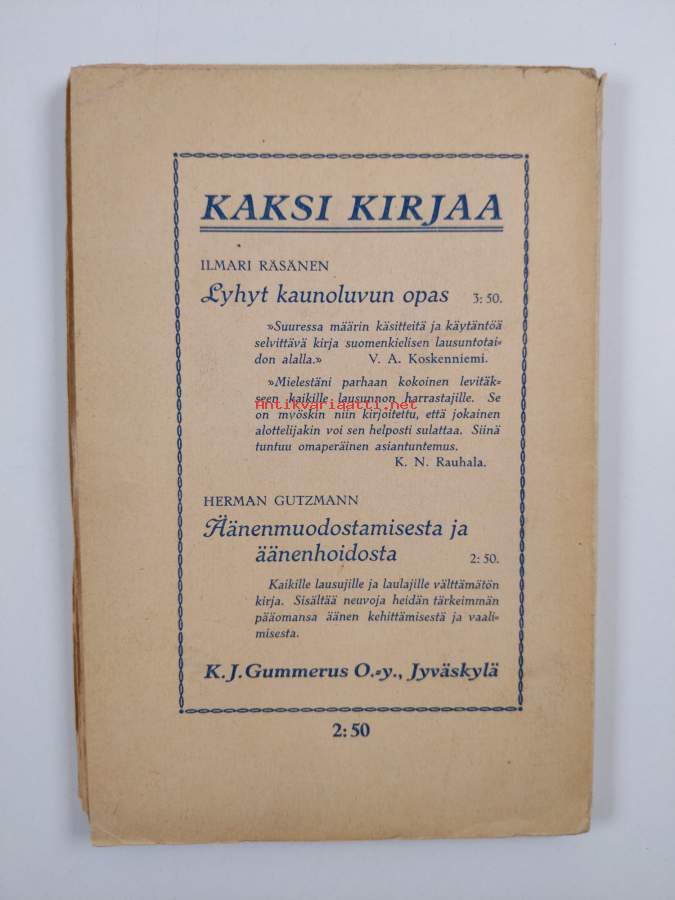 KAKSI KIRJAA
ILMARI RÄSÄNEN
Lyhyt kaunoluvun opas 3:50.
»Suuressa määrin käsitteitä ja käytäntöä
selvittävä kirja suomenkielisen lausuntotai-
don alalla.» V. A. Koskenniemi.
»Mielestäni parhaan kokoinen levitäk-
seen kaikille lausunnon harrastajille. Se
Antikvariaatti.net
on myöskin niin kirjoitettu, että jokainen
alottelijakin voi sen helposti sulattaa. Siinä
tuntuu omaperäinen asiantuntemus.
K. N. Rauhala.
HERMAN GUTZMANN
Äänenmuodostamisesta ja
äänenhoidosta 2:50.
Kaikille lausujille ja laulajille välttämätön
kirja. Sisältää neuvoja heidän tärkeimmän
pääomansa äänen kehittämisestä ja vaali-
misesta.
K. J. Gummerus O.-y., Jyväskylä
2:50